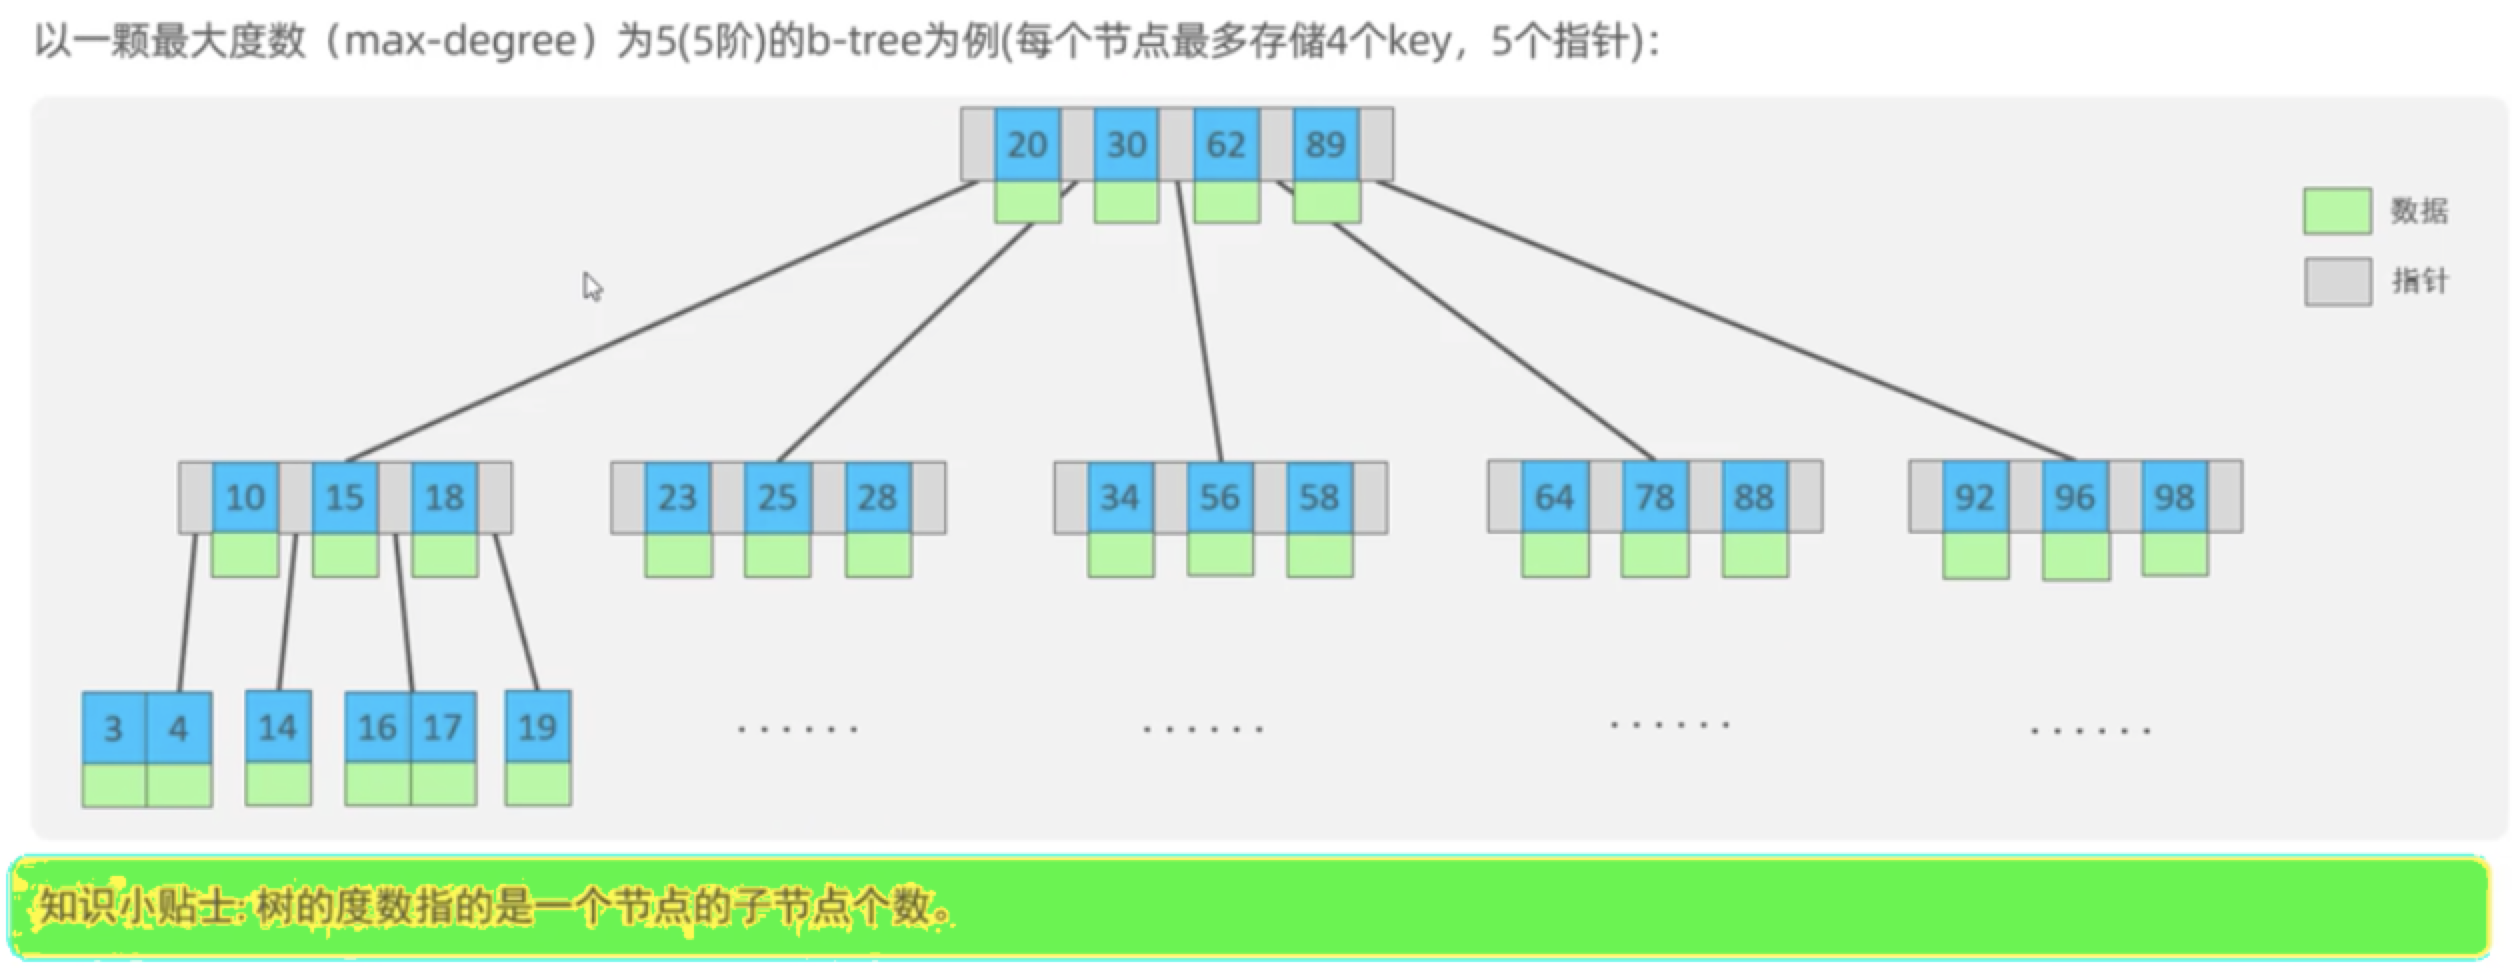 以一颗最大度数（max-degree）为5(5阶)的b-tree为例(每个节点最多存储4个key，5个指针)：
20 30 62 89
数据
指针
10 15 18 23 25 28 34 56 58 64 78 88 92 96 98
3 4 14 16 17 19 ······ ······ ······ ······
知识小贴士: 树的度数指的是一个节点的子节点个数。